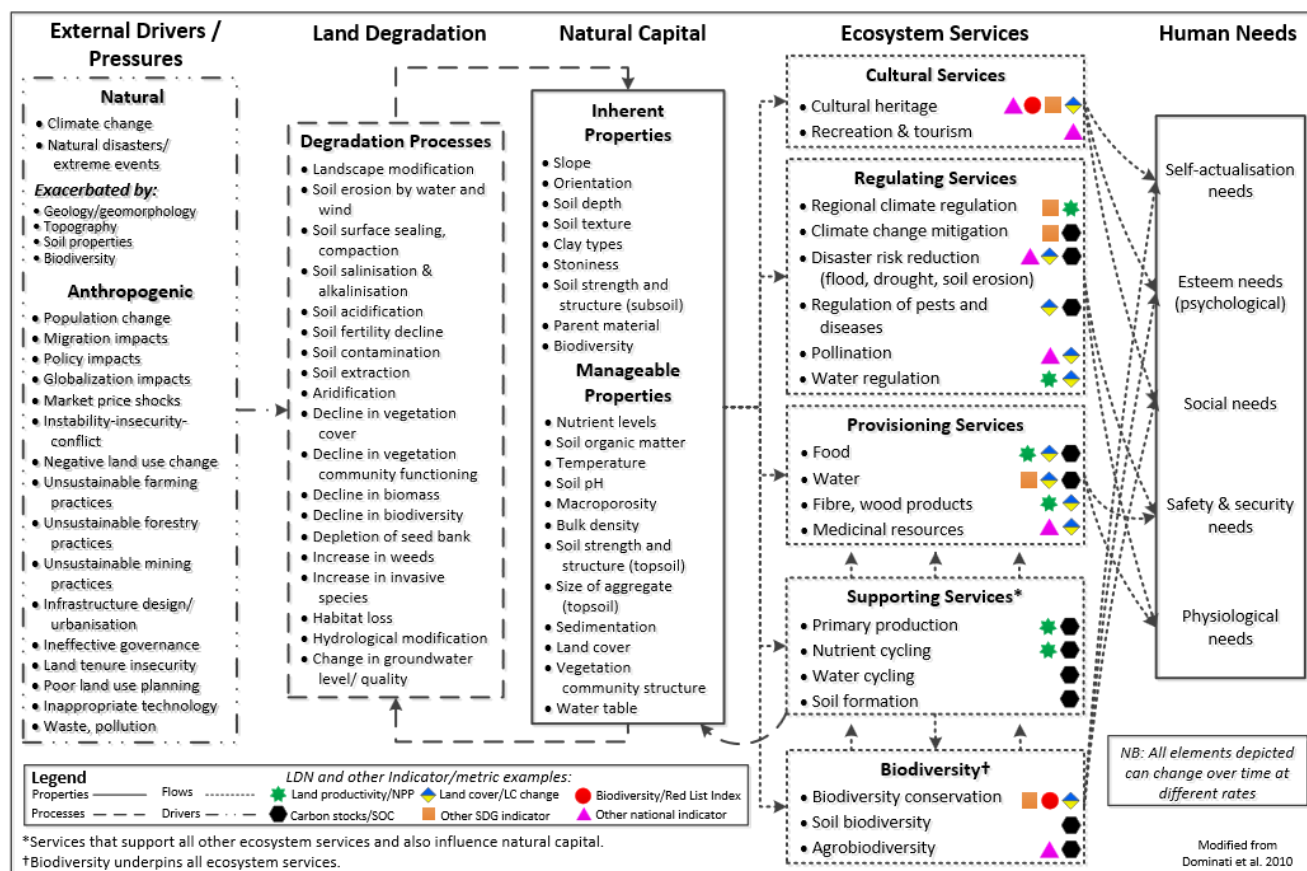 External Drivers /
Pressures
Natural
• Climate change
• Natural disasters/
extreme events
Exacerbated by:
• Geology/geomorphology
• Topography
• Soil properties
• Biodiversity
Anthropogenic
• Population change
• Migration impacts
• Policy impacts
• Globalization impacts
• Market price shocks
• Instability-insecurity-
conflict
• Negative land use change
• Unsustainable farming
practices
• Unsustainable forestry
practices
• Unsustainable mining
practices
• Infrastructure design/
urbanisation
• Ineffective governance
• Land tenure insecurity
• Poor land use planning
• Inappropriate technology
• Waste, pollution
Land Degradation
Degradation Processes
• Landscape modification
• Soil erosion by water and
wind
• Soil surface sealing,
compaction
• Soil salinisation &
alkalinisation
• Soil acidification
• Soil fertility decline
• Soil contamination
• Soil extraction
• Aridification
• Decline in vegetation
cover
• Decline in vegetation
community functioning
• Decline in biomass
• Decline in biodiversity
• Depletion of seed bank
• Increase in weeds
• Increase in invasive
species
• Habitat loss
• Hydrological modification
• Change in groundwater
level/ quality
Natural Capital
Inherent
Properties
• Slope
• Orientation
• Soil depth
• Soil texture
• Clay types
• Stoniness
• Soil strength and
structure (subsoil)
• Parent material
• Biodiversity
Manageable
Properties
• Nutrient levels
• Soil organic matter
• Temperature
• Soil pH
• Macroporosity
• Bulk density
• Soil strength and
structure (topsoil)
• Size of aggregate
(topsoil)
• Sedimentation
• Land cover
• Vegetation
community structure
• Water table
Ecosystem Services
Cultural Services
• Cultural heritage
• Recreation & tourism
Regulating Services
• Regional climate regulation
• Climate change mitigation
• Disaster risk reduction
(flood, drought, soil erosion)
• Regulation of pests and
diseases
• Pollination
• Water regulation
Provisioning Services
• Food
• Water
• Fibre, wood products
• Medicinal resources
Supporting Services*
• Primary production
• Nutrient cycling
• Water cycling
• Soil formation
Biodiversity†
• Biodiversity conservation
• Soil biodiversity
• Agrobiodiversity
Human Needs
Self-actualisation
needs
Esteem needs
(psychological)
Social needs
Safety & security
needs
Physiological
needs
NB: All elements depicted
can change over time at
different rates
Legend
Properties
Flows
Processes
Drivers
LDN and other Indicator/metric examples:
Land productivity/NPP
Land cover/LC change
Biodiversity/Red List Index
Carbon stocks/SOC
Other SDG indicator
Other national indicator
*Services that support all other ecosystem services and also influence natural capital.
†Biodiversity underpins all ecosystem services.
Modified from
Dominati et al. 2010